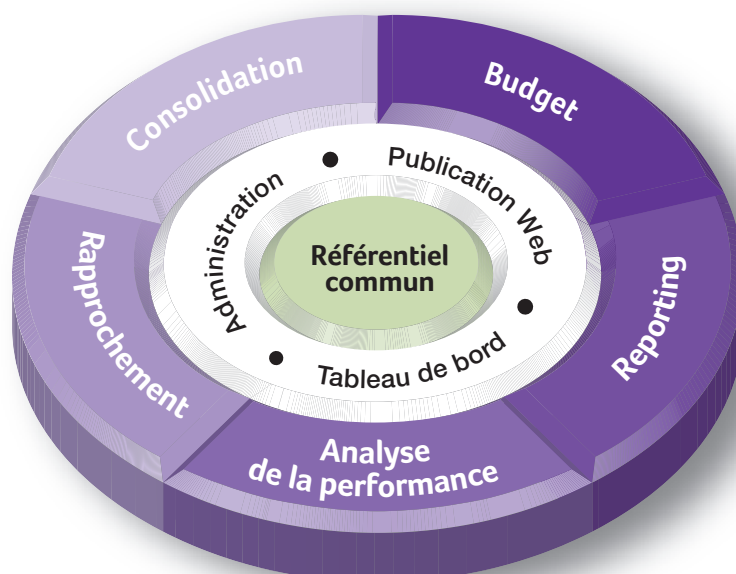 Consolidation
Budget
Publication Web
Administration
Référentiel
commun
Rapprochement
Reporting
Tableau de bord
Analyse
de la performance